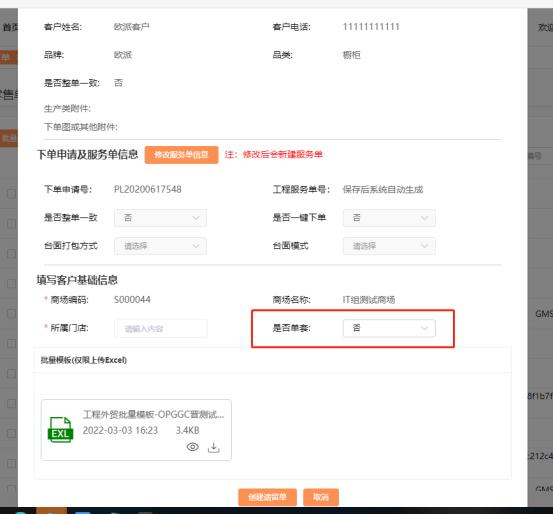 首页
欢迎
客户姓名: 欧派客户 客户电话: 11111111111
品牌: 欧派 品类: 橱柜
单
是否整单一致: 否
售单
生产类附件:
下单图或其他附件:
批量
下单申请及服务单信息 修改服务单信息 注：修改后会新建服务单
编号
下单申请号: PL20200617548 工程服务单号: 保存后系统自动生成
是否整单一致 否 是否一键下单 否
台面打包方式 请选择 台面模式 请选择
填写客户基础信息
* 商场编码: S000044 商场名称: IT组测试商场
GMS
* 所属门店: 请输入内容 是否单套: 否
批量模板(仅限上传Excel)
8f1b7f
工程外贸批量模板-OPGGC晋测试...
EXL
2022-03-03 16:23 3.4KB
:212c4
GMS
创建遗留单 取消